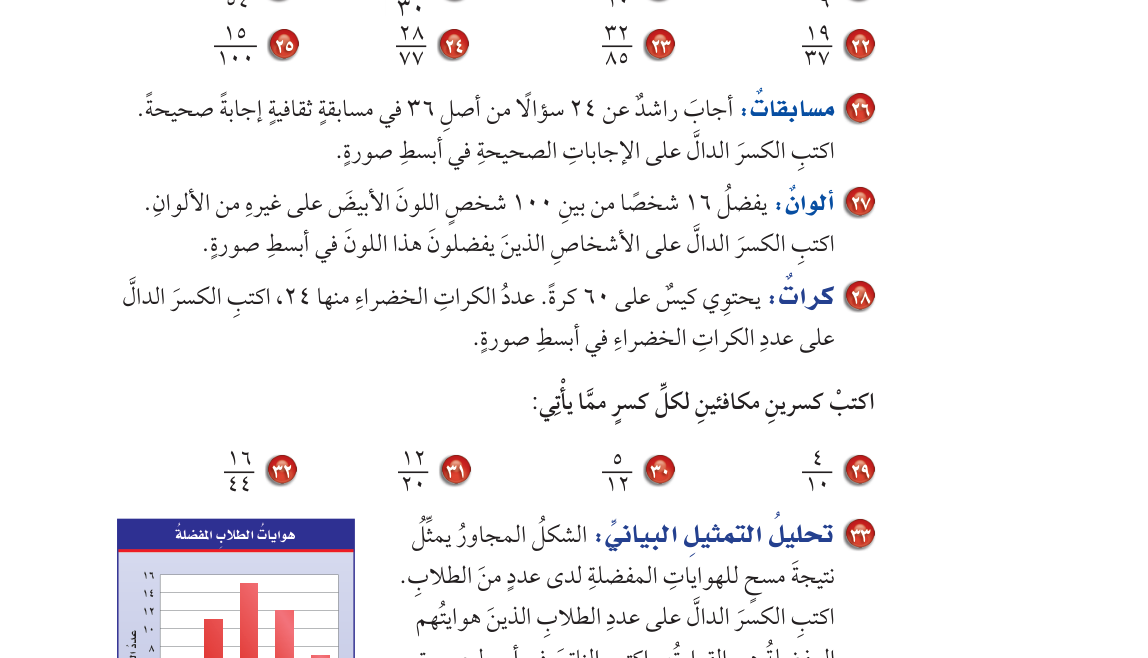 ٢٢ ١٩/٣٧ ٢٣ ٣٢/٨٥ ٢٤ ٢٨/٧٧ ٢٥ ١٥/١٠٠
٢٦ مسابقاتٌ: أجابَ راشدٌ عن ٢٤ سؤالًا من أصلِ ٣٦ في مسابقةٍ ثقافيةٍ إجابةً صحيحةً.
اكتبِ الكسرَ الدالَّ على الإجاباتِ الصحيحةِ في أبسطِ صورةٍ.
٢٧ ألوانٌ: يفضلُ ١٦ شخصًا من بينِ ١٠٠ شخصٍ اللونَ الأبيضَ على غيرهِ من الألوانِ.
اكتبِ الكسرَ الدالَّ على الأشخاصِ الذينَ يفضلونَ هذا اللونَ في أبسطِ صورةٍ.
٢٨ كراتٌ: يحتوِي كيسٌ على ٦٠ كرةً. عددُ الكراتِ الخضراءِ منها ٢٤، اكتبِ الكسرَ الدالَّ
على عددِ الكراتِ الخضراءِ في أبسطِ صورةٍ.
اكتبْ كسرينِ مكافئينِ لكلِّ كسرٍ ممَّا يأْتِي:
٢٩ ٤/١٠ ٣٠ ٥/١٢ ٣١ ١٢/٢٠ ٣٢ ١٦/٤٤
٣٣ تحليلُ التمثيلِ البيانيِّ: الشكلُ المجاورُ يمثِّلُ
نتيجةَ مسحٍ للهواياتِ المفضلةِ لدى عددٍ منَ الطلابِ.
اكتبِ الكسرَ الدالَّ على عددِ الطلابِ الذينَ هوايتُهم
هواياتُ الطلابِ المفضلةُ
١٦
١٤
١٢
١٠
٨